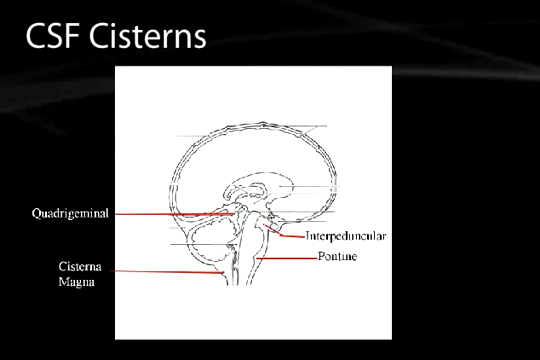 CSF Cisterns
Quadrigeminal
Interpeduncular
Pontine
Cisterna
Magna